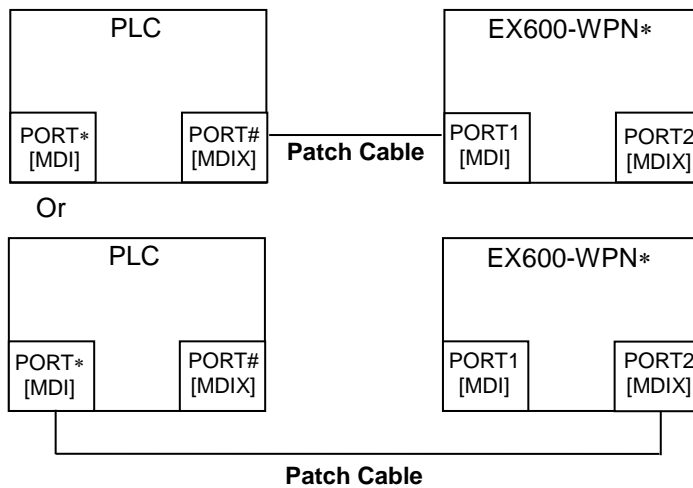 PLC
EX600-WPN*
PORT*
[MDI]
PORT#
[MDIX]
Patch Cable
PORT1
[MDI]
PORT2
[MDIX]
Or
PLC
EX600-WPN*
PORT*
[MDI]
PORT#
[MDIX]
PORT1
[MDI]
PORT2
[MDIX]
Patch Cable